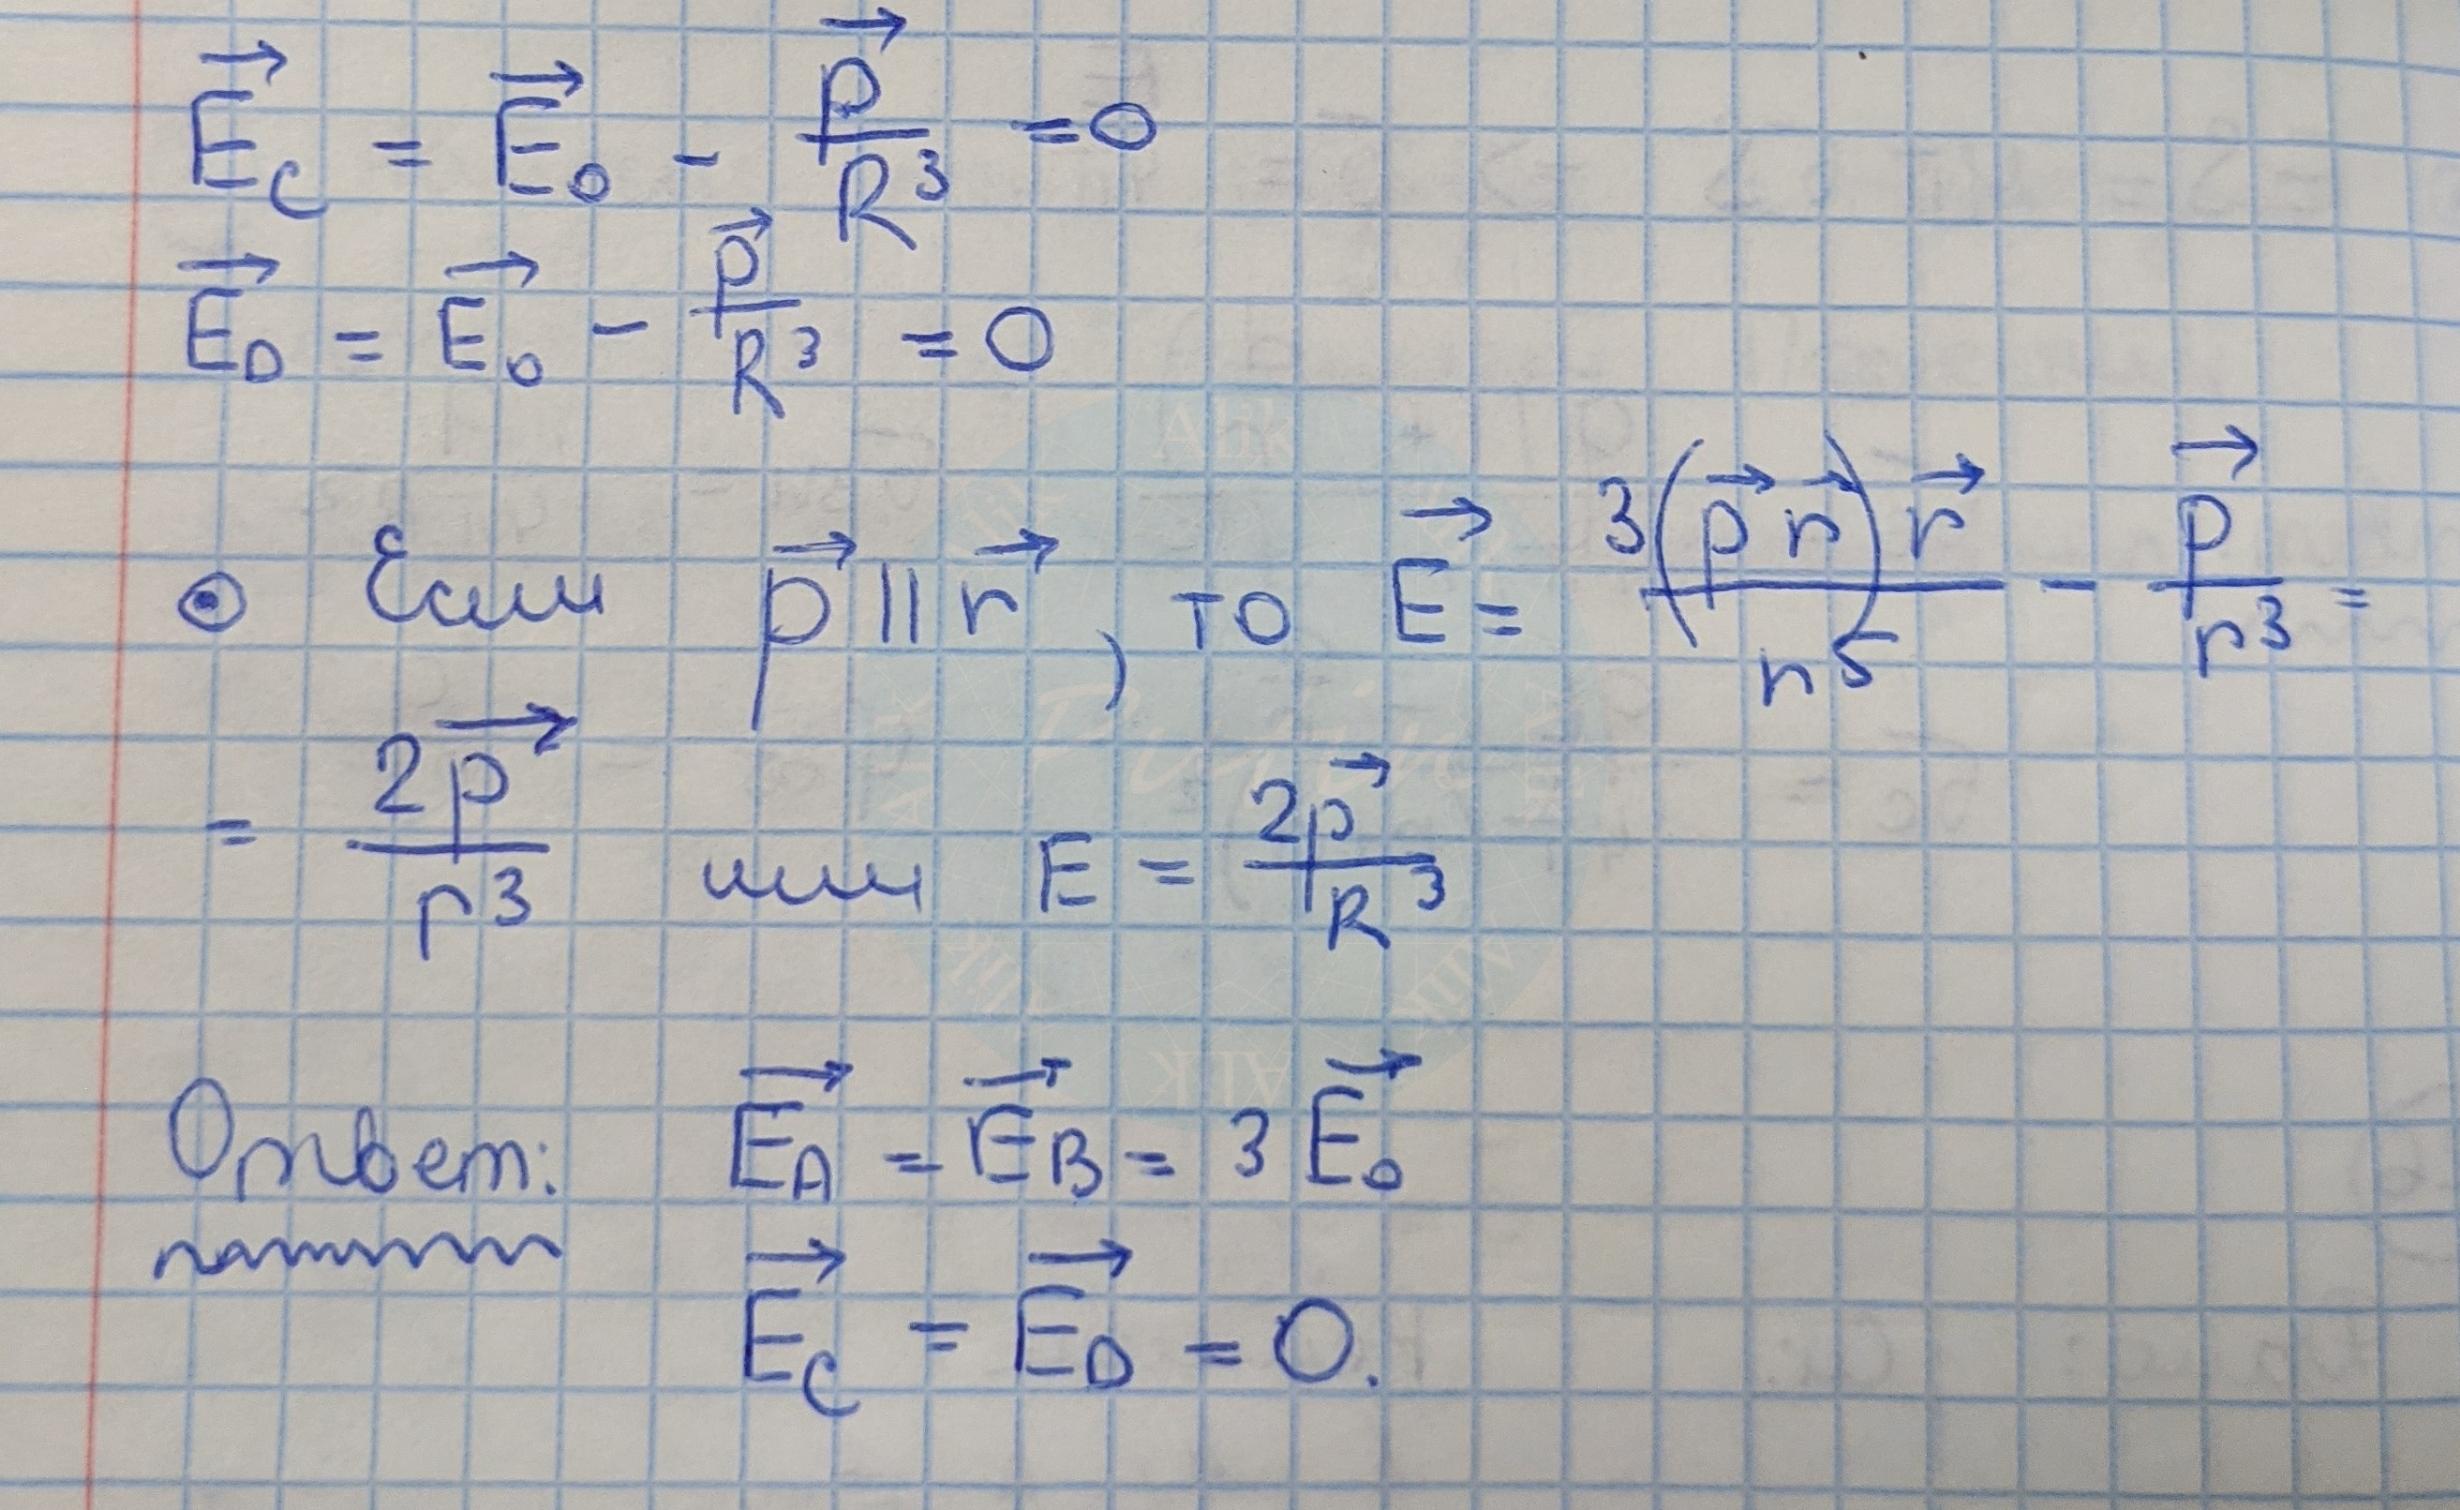 $\vec{E}_C = \vec{E}_0 - \frac{\vec{p}}{R^3} = 0$
$\vec{E}_D = \vec{E}_0 - \frac{\vec{p}}{R^3} = 0$
⊙ Если $\vec{p} \parallel \vec{r}$, то $\vec{E} = \frac{3(\vec{p}\,\vec{r})\vec{r}}{r^5} - \frac{\vec{p}}{r^3} =$
$= \frac{2\vec{p}}{r^3}$ или $E = \frac{2\vec{p}}{R^3}$
Ответ: $\vec{E}_A = \vec{E}_B = 3\vec{E}_0$
$\vec{E}_C = \vec{E}_D = 0.$